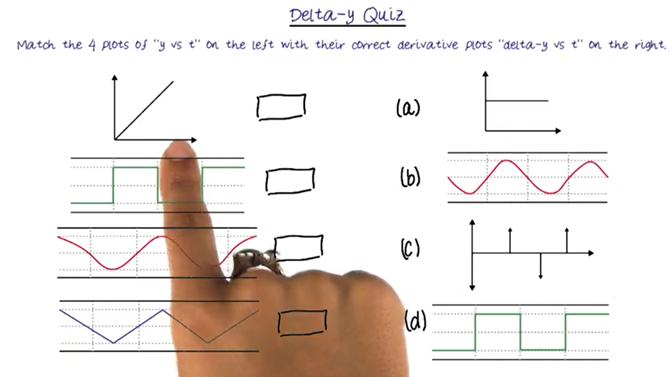 Delta-y Quiz
Match the 4 plots of "y vs t" on the left with their correct derivative plots "delta-y vs t" on the right.
(a)
(b)
(c)
(d)